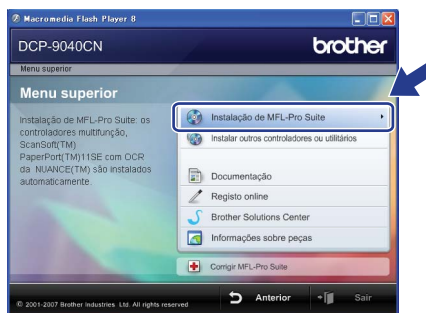 Macromedia Flash Player 8
DCP-9040CN
brother
Menu superior
Menu superior
Instalação de MFL-Pro Suite: os
controladores multifunção,
ScanSoft(TM)
PaperPort(TM)11SE com OCR
da NUANCE(TM) são instalados
automaticamente.
Instalação de MFL-Pro Suite
Instalar outros controladores ou utilitários
Documentação
Registo online
Brother Solutions Center
Informações sobre peças
Corrigir MFL-Pro Suite
© 2001-2007 Brother Industries Ltd. All rights reserved
Anterior
Sair